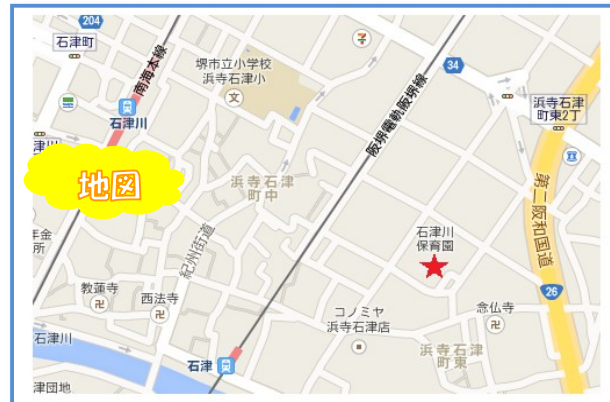 204
石津町
南海本線
堺市立小学校
浜寺石津小
文
34
阪堺電軌阪堺線
浜寺石津
町東2丁
石津川
地図
浜寺石津
町中
第二阪和国道
紀州街道
石津川
保育園
年金
所
26
教蓮寺
西法寺
コノミヤ
浜寺石津店
念仏寺
石津川
浜寺石津
町東
石津
津団地